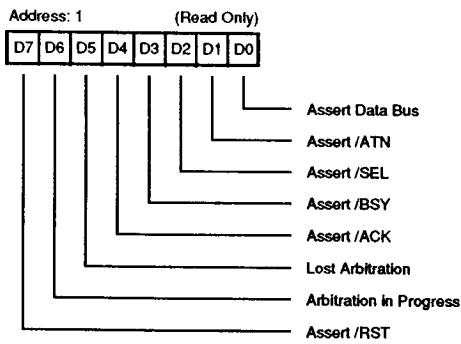 Address: 1 (Read Only)
D7 D6 D5 D4 D3 D2 D1 D0
Assert Data Bus
Assert /ATN
Assert /SEL
Assert /BSY
Assert /ACK
Lost Arbitration
Arbitration in Progress
Assert /RST